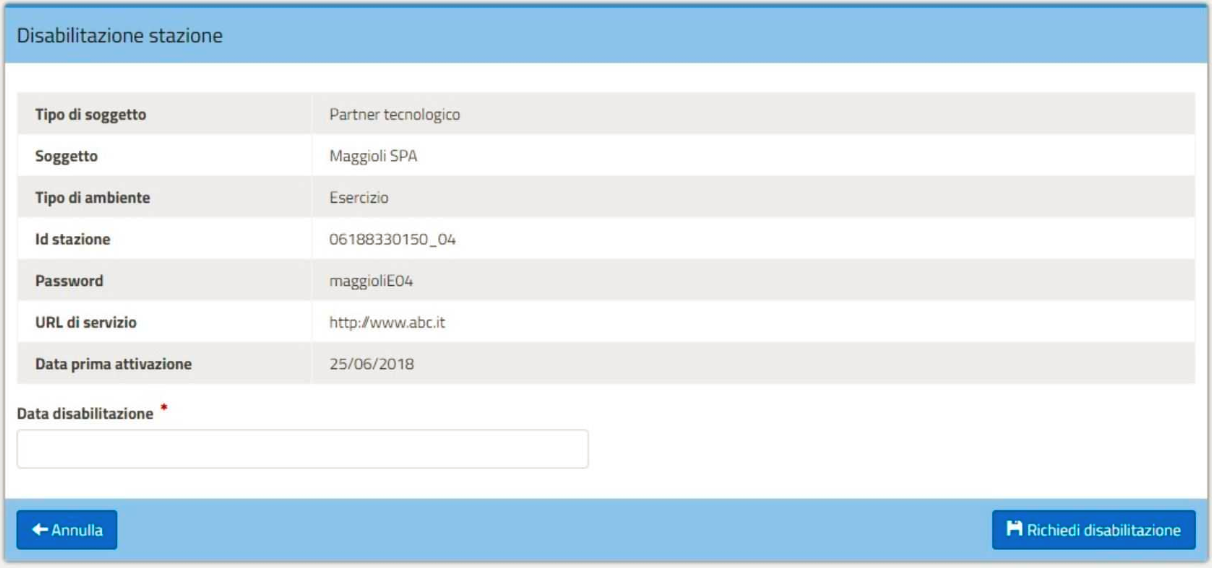 Disabilitazione stazione
Tipo di soggetto Partner tecnologico
Soggetto Maggioli SPA
Tipo di ambiente Esercizio
Id stazione 06188330150_04
Password maggioliE04
URL di servizio http://www.abc.it
Data prima attivazione 25/06/2018
Data disabilitazione *
Annulla Richiedi disabilitazione